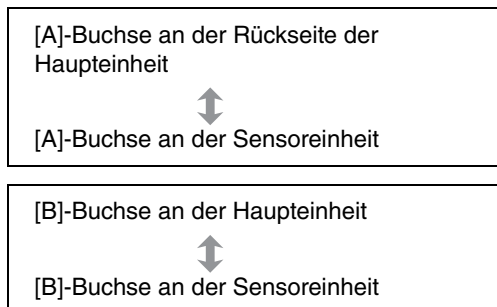 [A]-Buchse an der Rückseite der
Haupteinheit
[A]-Buchse an der Sensoreinheit
[B]-Buchse an der Haupteinheit
[B]-Buchse an der Sensoreinheit